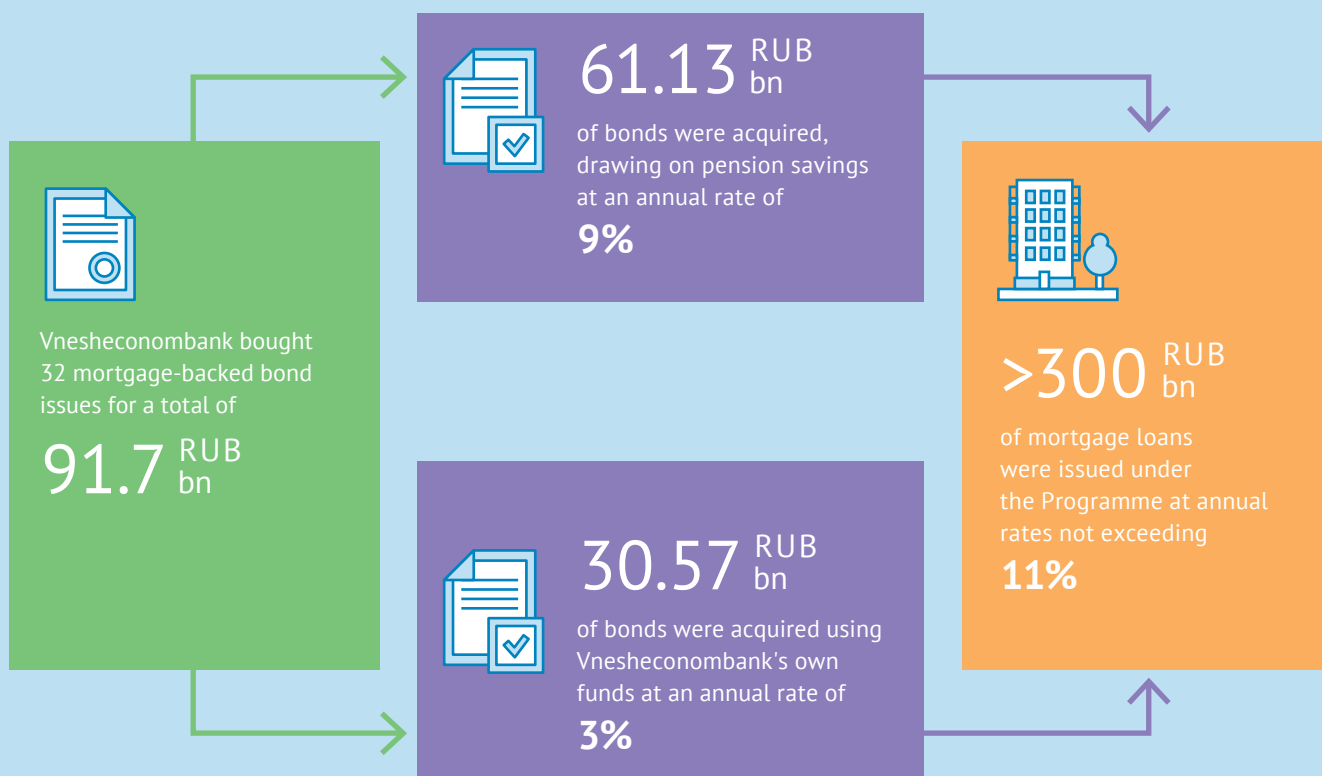 Vnesheconombank bought
32 mortgage-backed bond
issues for a total of
91.7 RUB
bn
61.13 RUB
bn
of bonds were acquired,
drawing on pension savings
at an annual rate of
9%
30.57 RUB
bn
of bonds were acquired using
Vnesheconombank's own
funds at an annual rate of
3%
>300 RUB
bn
of mortgage loans
were issued under
the Programme at annual
rates not exceeding
11%